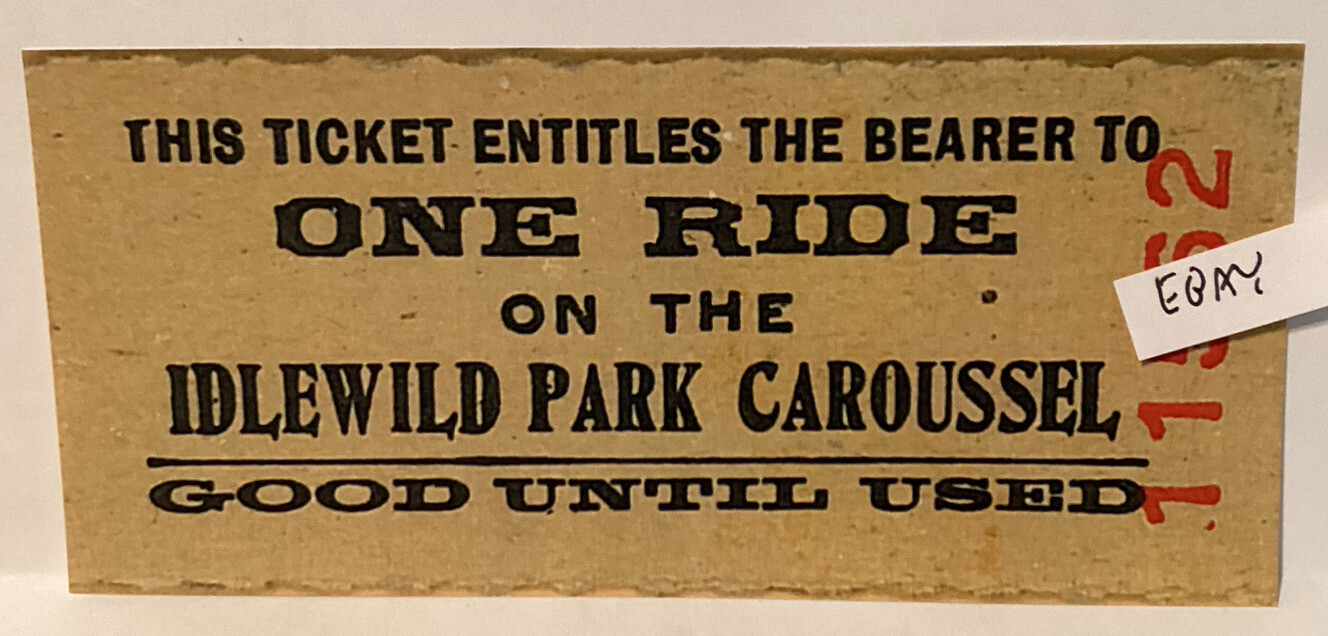 THIS TICKET ENTITLES THE BEARER TO
ONE RIDE
ON THE
IDLEWILD PARK CAROUSSEL
GOOD UNTIL USED
EBAY